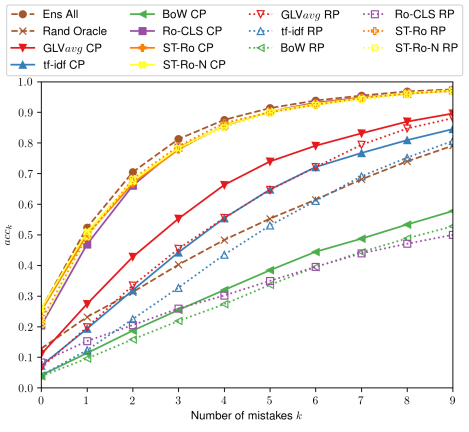 Ens All
BoW CP
GLVavg RP
Ro-CLS RP
Rand Oracle
Ro-CLS CP
tf-idf RP
ST-Ro RP
GLVavg CP
ST-Ro CP
BoW RP
ST-Ro-N RP
tf-idf CP
ST-Ro-N CP
1.0
0.9
0.8
0.7
0.6
0.5
0.4
0.3
0.2
0.1
0.0
acck
0 1 2 3 4 5 6 7 8 9
Number of mistakes k